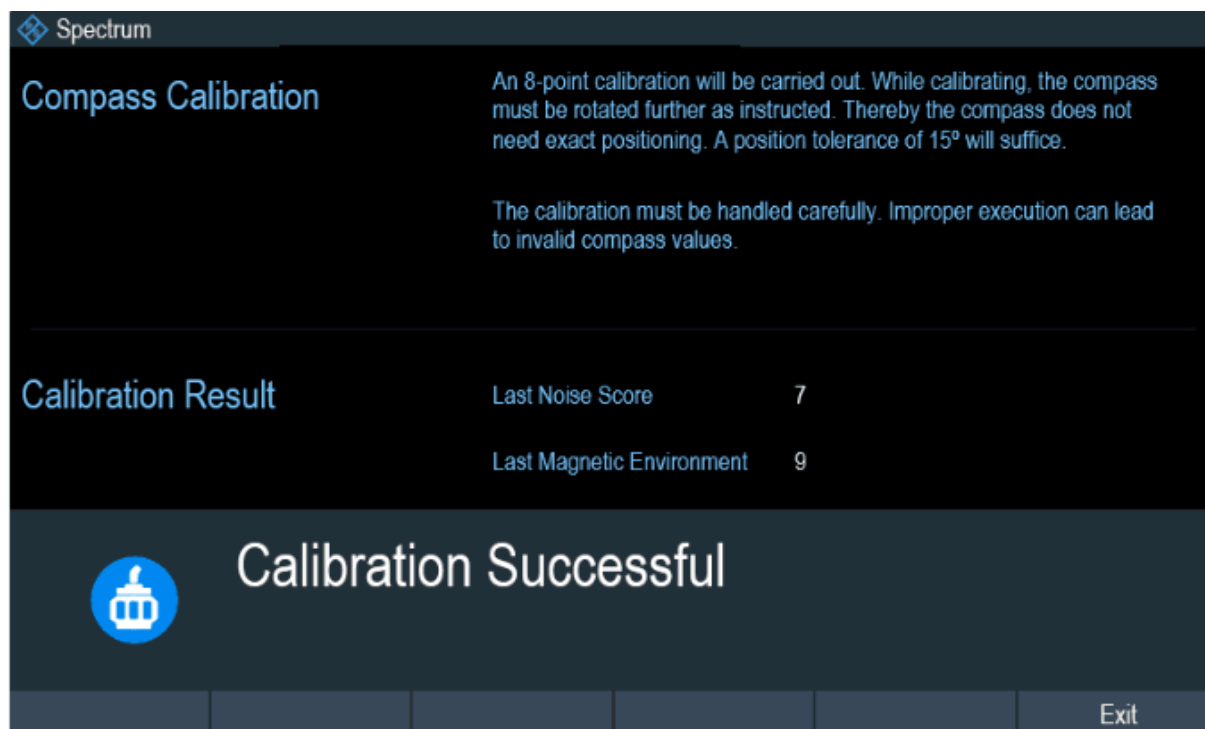 Spectrum
Compass Calibration
An 8-point calibration will be carried out. While calibrating, the compass
must be rotated further as instructed. Thereby the compass does not
need exact positioning. A position tolerance of 15º will suffice.
The calibration must be handled carefully. Improper execution can lead
to invalid compass values.
Calibration Result
Last Noise Score 7
Last Magnetic Environment 9
Calibration Successful
Exit